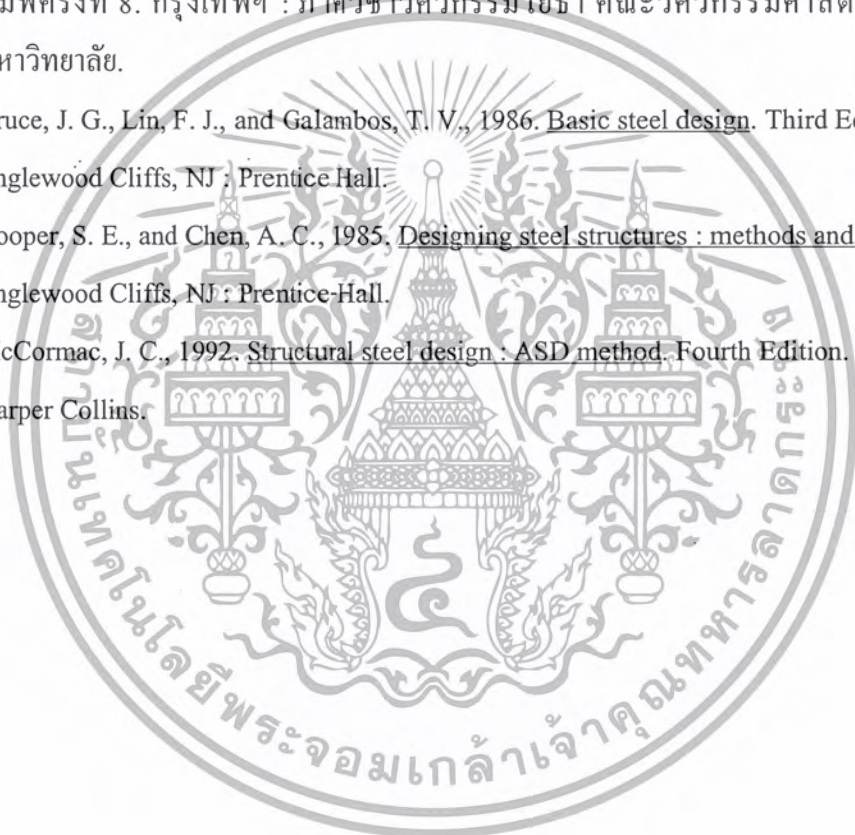 มพ์ครั้งที่ 8. กรุงเทพฯ : ภาควิชาวิศวกรรมโยธา คณะวิศวกรรมศาสต
หาวิทยาลัย.
ruce, J. G., Lin, F. J., and Galambos, T. V., 1986. Basic steel design. Third Ed
nglewood Cliffs, NJ : Prentice Hall.
ooper, S. E., and Chen, A. C., 1985. Designing steel structures : methods and
nglewood Cliffs, NJ : Prentice-Hall.
cCormac, J. C., 1992. Structural steel design : ASD method. Fourth Edition.
arper Collins.
สถาบันเทคโนโลยีพระจอมเกล้าเจ้าคุณทหารลาดกระบัง
๔